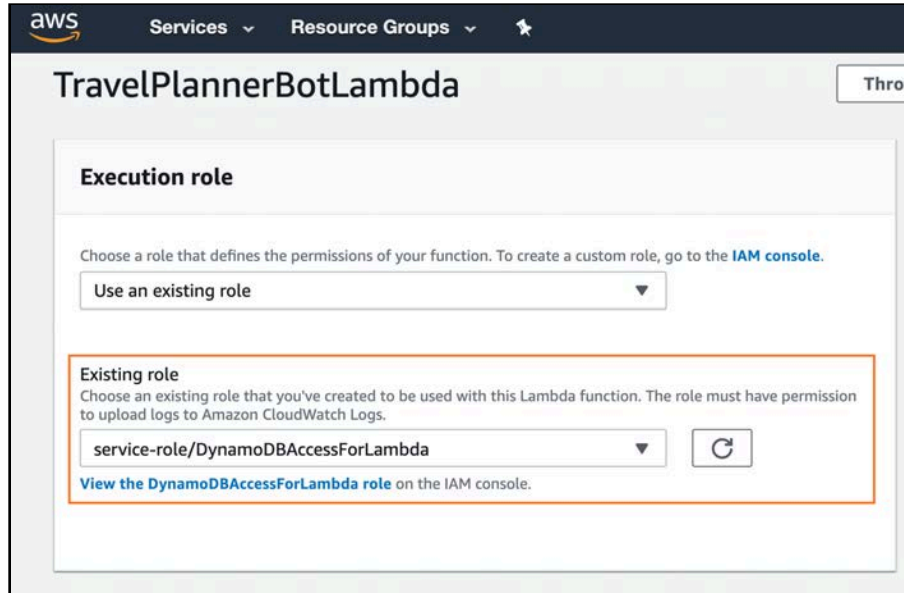 aws Services Resource Groups
TravelPlannerBotLambda
Thro
Execution role
Choose a role that defines the permissions of your function. To create a custom role, go to the IAM console.
Use an existing role
Existing role
Choose an existing role that you've created to be used with this Lambda function. The role must have permission
to upload logs to Amazon CloudWatch Logs.
service-role/DynamoDBAccessForLambda
View the DynamoDBAccessForLambda role on the IAM console.